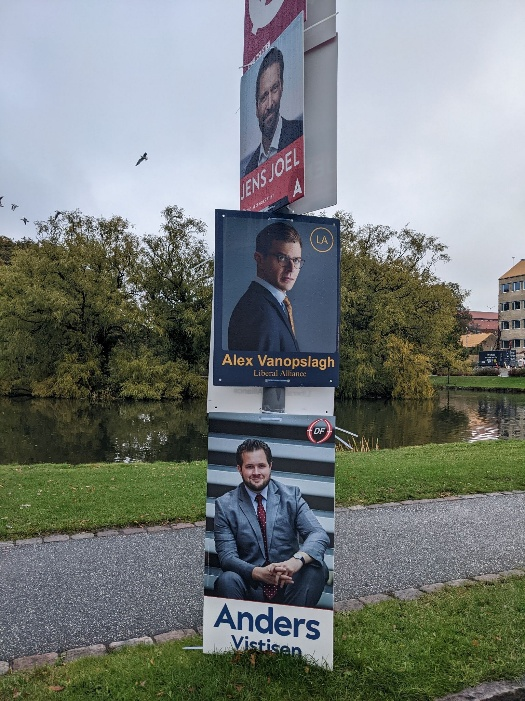 JENS JOEL
A
LA
Alex Vanopslagh
Liberal Alliance
DF
Anders
Vistisen